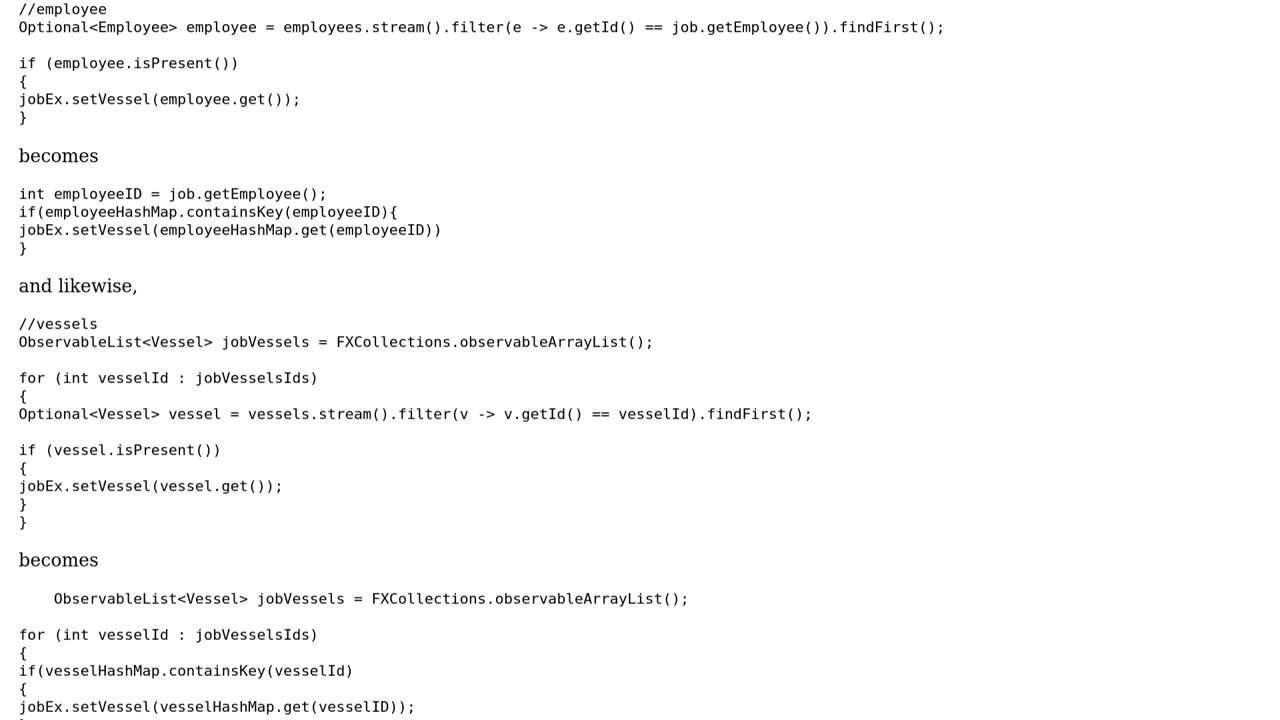 //employee
Optional<Employee> employee = employees.stream().filter(e -> e.getId() == job.getEmployee()).findFirst();
if (employee.isPresent())
{
jobEx.setVessel(employee.get());
}
becomes
int employeeID = job.getEmployee();
if(employeeHashMap.containsKey(employeeID){
jobEx.setVessel(employeeHashMap.get(employeeID))
}
and likewise,
//vessels
ObservableList<Vessel> jobVessels = FXCollections.observableArrayList();
for (int vesselId : jobVesselsIds)
{
Optional<Vessel> vessel = vessels.stream().filter(v -> v.getId() == vesselId).findFirst();
if (vessel.isPresent())
{
jobEx.setVessel(vessel.get());
}
}
becomes
ObservableList<Vessel> jobVessels = FXCollections.observableArrayList();
for (int vesselId : jobVesselsIds)
{
if(vesselHashMap.containsKey(vesselId)
{
jobEx.setVessel(vesselHashMap.get(vesselID));